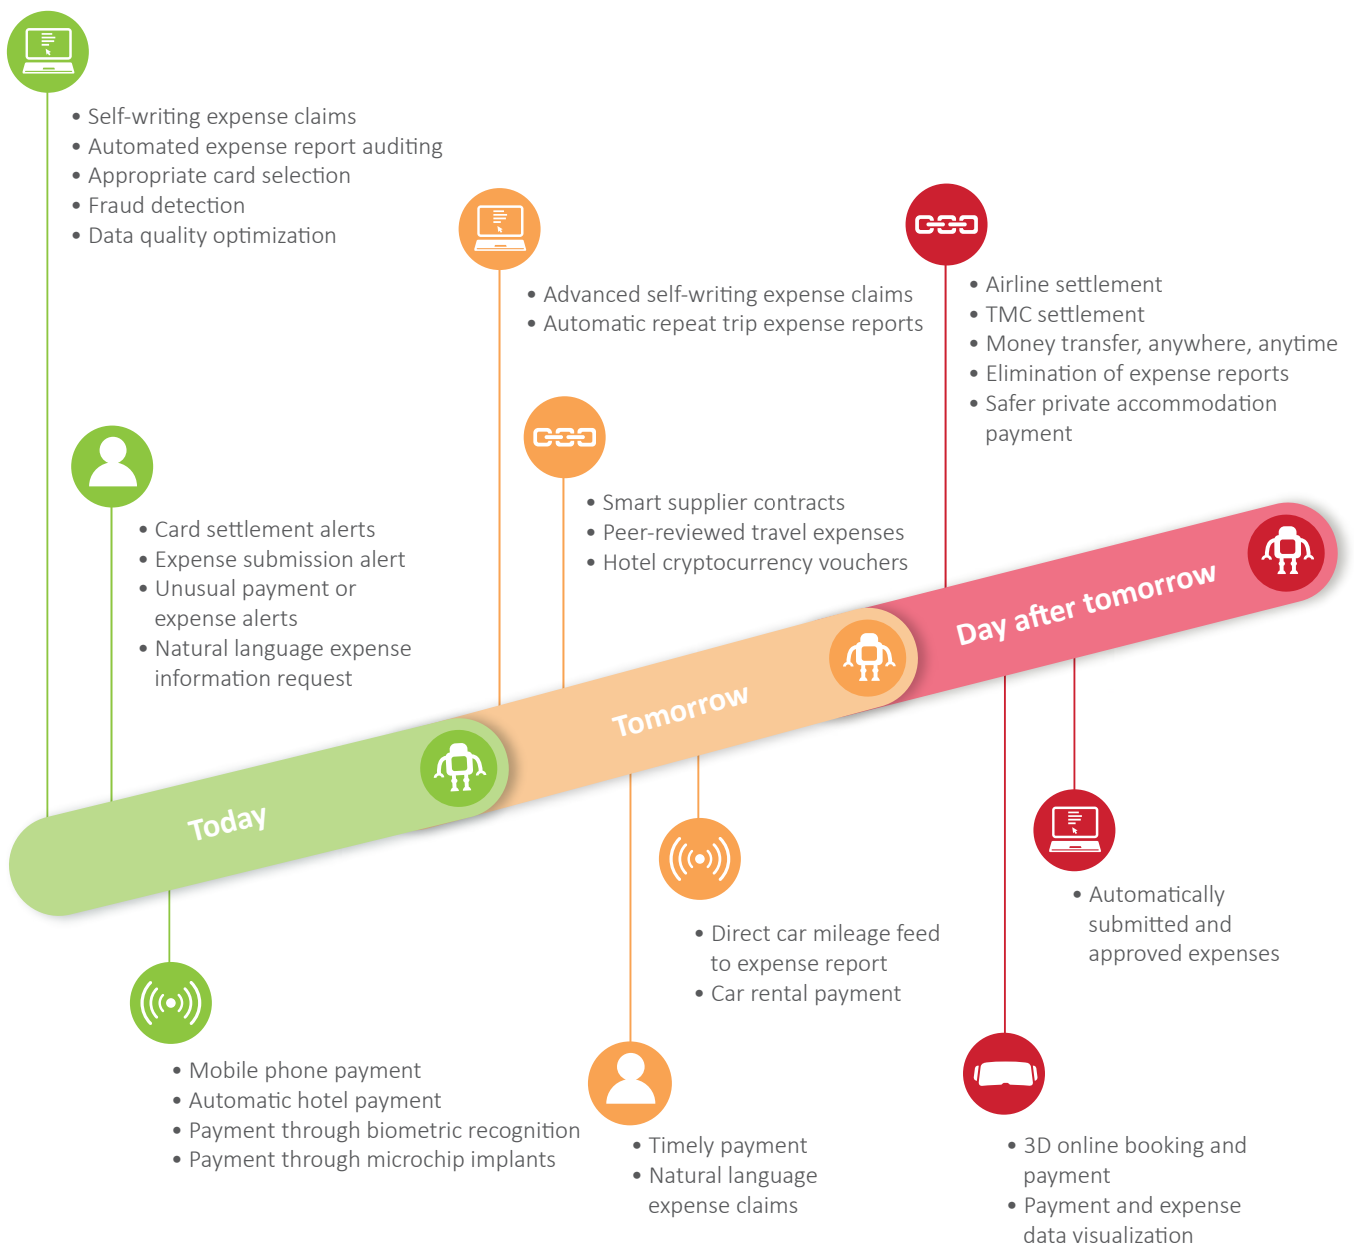 • Self-writing expense claims
• Automated expense report auditing
• Appropriate card selection
• Fraud detection
• Data quality optimization
• Card settlement alerts
• Expense submission alert
• Unusual payment or
expense alerts
• Natural language expense
information request
Today
• Mobile phone payment
• Automatic hotel payment
• Payment through biometric recognition
• Payment through microchip implants
• Advanced self-writing expense claims
• Automatic repeat trip expense reports
• Smart supplier contracts
• Peer-reviewed travel expenses
• Hotel cryptocurrency vouchers
Tomorrow
• Direct car mileage feed
to expense report
• Car rental payment
• Timely payment
• Natural language
expense claims
• Airline settlement
• TMC settlement
• Money transfer, anywhere, anytime
• Elimination of expense reports
• Safer private accommodation
payment
Day after tomorrow
• Automatically
submitted and
approved expenses
• 3D online booking and
payment
• Payment and expense
data visualization